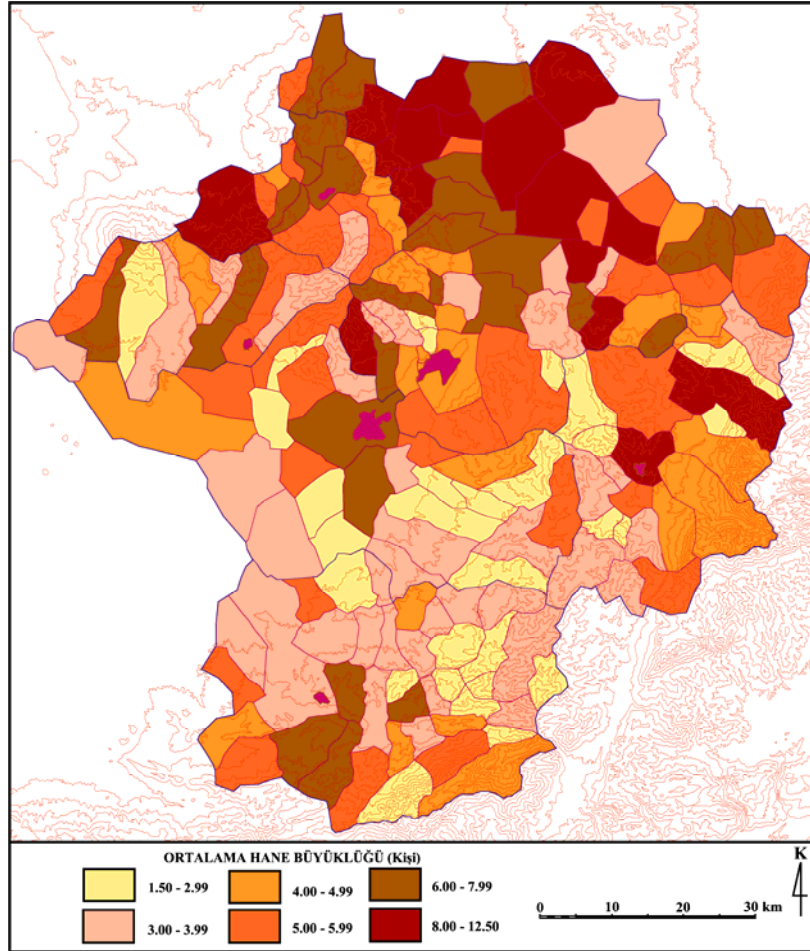 ORTALAMA HANE BÜYÜKLÜĞÜ (Kişi)
1.50 - 2.99
4.00 - 4.99
6.00 - 7.99
3.00 - 3.99
5.00 - 5.99
8.00 - 12.50
K
0 10 20 30 km